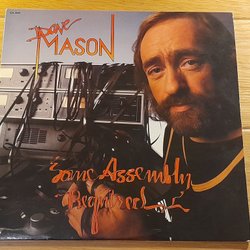 Dave
MASON
Some Assembly
Required...